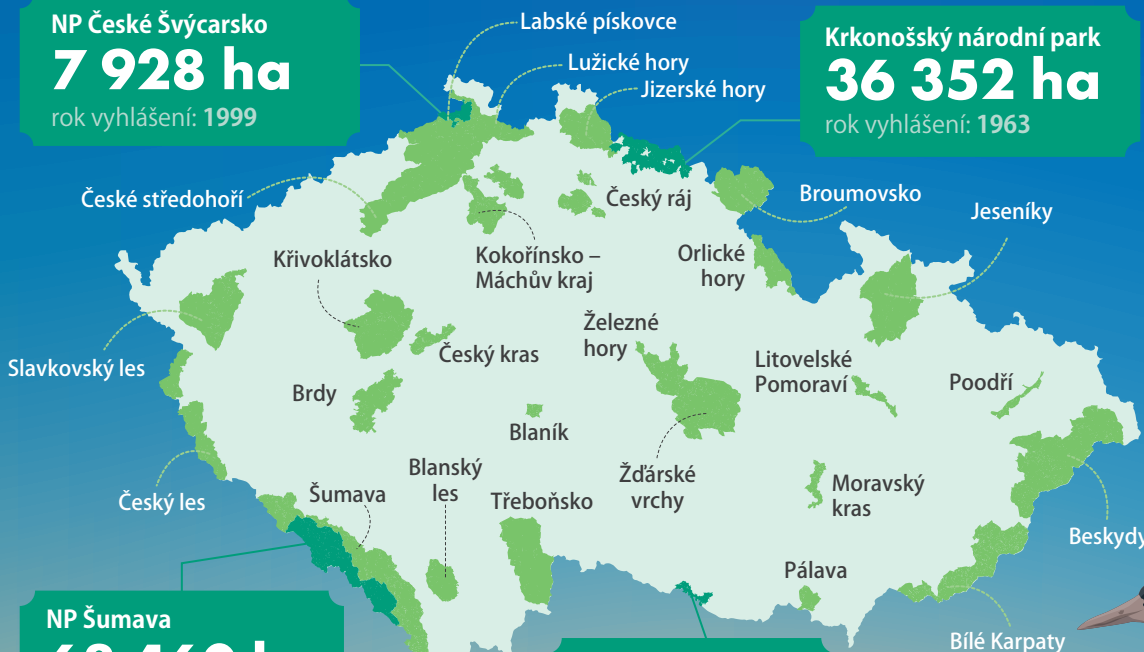 NP České Švýcarsko
7 928 ha
rok vyhlášení: 1999
Labské pískovce
Lužické hory
Jizerské hory
Krkonošský národní park
36 352 ha
rok vyhlášení: 1963
České středohoří
Český ráj
Broumovsko
Jeseníky
Křivoklátsko
Kokořínsko –
Máchův kraj
Orlické
hory
Železné
hory
Slavkovský les
Český kras
Litovelské
Pomoraví
Poodří
Brdy
Blaník
Český les
Šumava
Blanský
les
Třeboňsko
Žďárské
vrchy
Moravský
kras
Beskydy
Pálava
Bílé Karpaty
NP Šumava